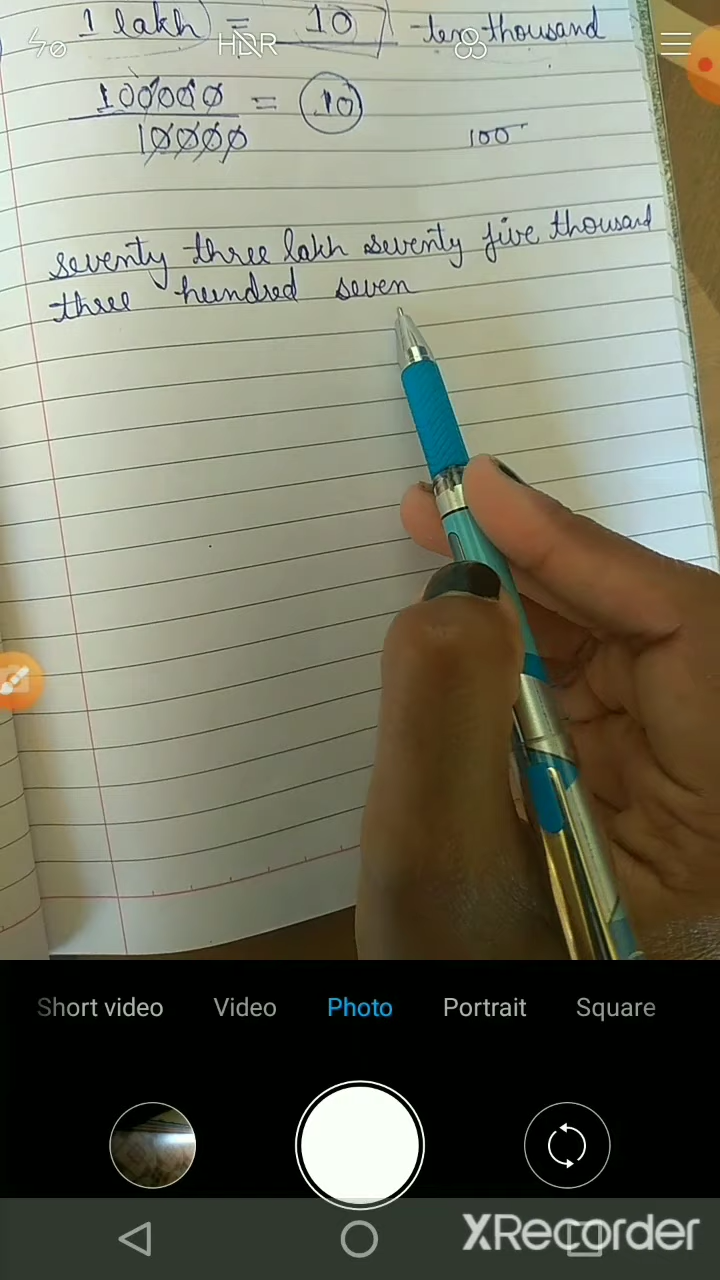 1 lakh = 10 ten thousand
HDR
100000 / 10000 = 10
100
seventy three lakh seventy five thousand
three hundred seven
Short video Video Photo Portrait Square
XRecorder